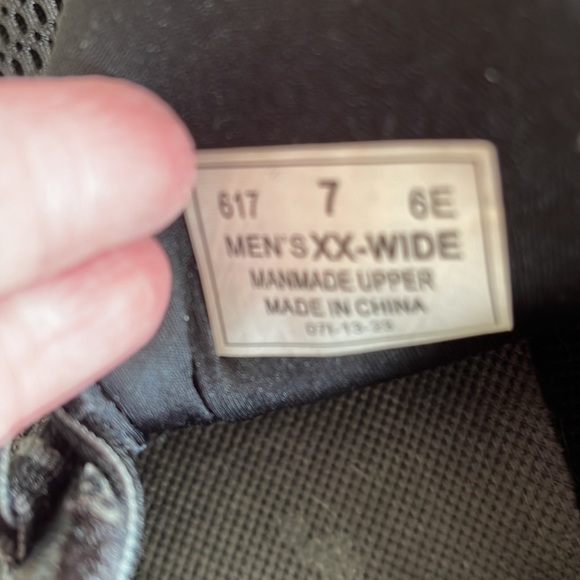 617 7 6E
MEN'S XX-WIDE
MANMADE UPPER
MADE IN CHINA